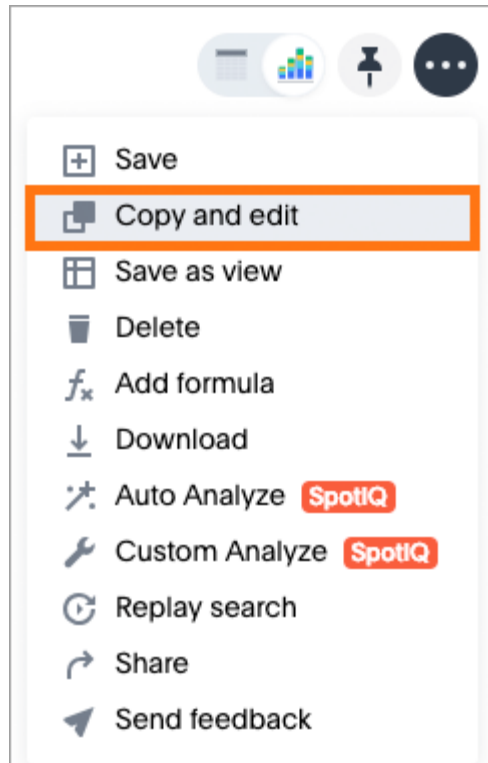 Save
Copy and edit
Save as view
Delete
Add formula
Download
Auto Analyze SpotIQ
Custom Analyze SpotIQ
Replay search
Share
Send feedback